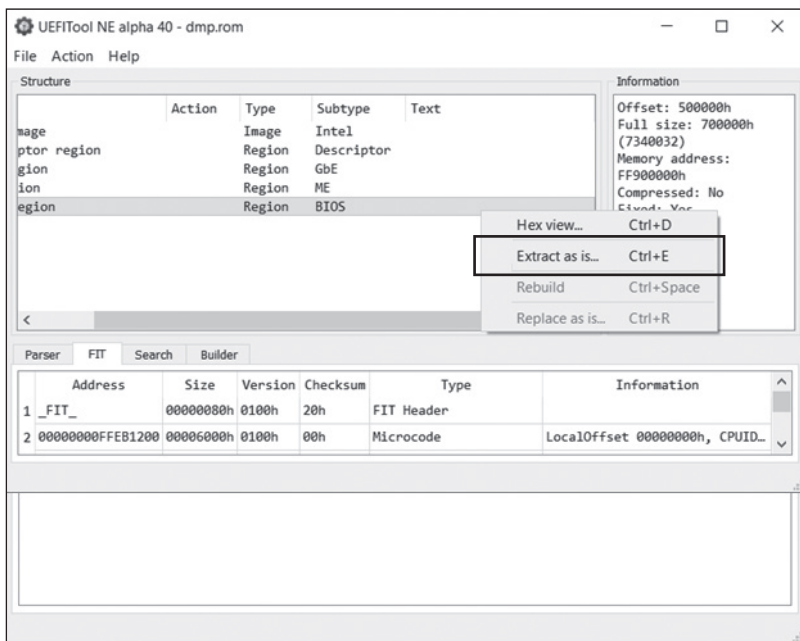 UEFITool NE alpha 40 - dmp.rom
File Action Help
Structure
Action Type Subtype Text
mage Image Intel
ptor region Region Descriptor
gion Region GbE
ion Region ME
egion Region BIOS
Information
Offset: 500000h
Full size: 700000h
(7340032)
Memory address:
FF900000h
Compressed: No
Fixed: Yes
Hex view... Ctrl+D
Extract as is... Ctrl+E
Rebuild Ctrl+Space
Replace as is... Ctrl+R
Parser FIT Search Builder
Address Size Version Checksum Type Information
1 _FIT_ 00000080h 0100h 20h FIT Header
2 00000000FFEB1200 00006000h 0100h 00h Microcode LocalOffset 00000000h, CPUID…